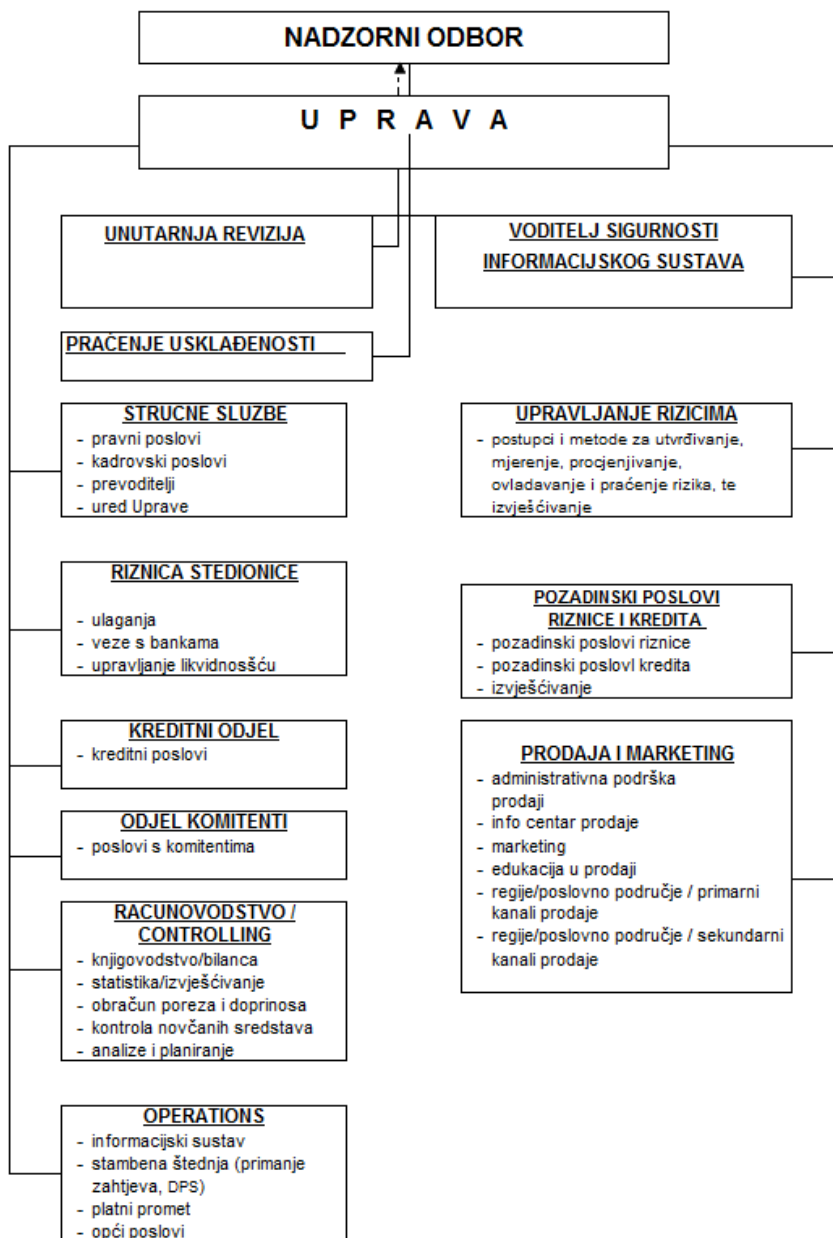 NADZORNI ODBOR
U P R A V A
UNUTARNJA REVIZIJA
VODITELJ SIGURNOSTI
INFORMACIJSKOG SUSTAVA
PRAĆENJE USKLAĐENOSTI
STRUCNE SLUZBE
- pravni poslovi
- kadrovski poslovi
- prevoditelji
- ured Uprave
UPRAVLJANJE RIZICIMA
- postupci i metode za utvrđivanje,
mjerenje, procjenjivanje,
ovladavanje i praćenje rizika, te
izvješćivanje
RIZNICA STEDIONICE
- ulaganja
- veze s bankama
- upravljanje likvidnosšću
POZADINSKI POSLOVI
RIZNICE I KREDITA
- pozadinski poslovi riznice
- pozadinski poslovl kredita
- izvješćivanje
KREDITNI ODJEL
- kreditni poslovi
PRODAJA I MARKETING
- administrativna podrška
prodaji
- info centar prodaje
- marketing
- edukacija u prodaji
- regije/poslovno područje / primarni
kanali prodaje
- regije/poslovno područje / sekundarni
kanali prodaje
ODJEL KOMITENTI
- poslovi s komitentima
RACUNOVODSTVO /
CONTROLLING
- knjigovodstvo/bilanca
- statistika/izvješćivanje
- obračun poreza i doprinosa
- kontrola novčanih sredstava
- analize i planiranje
OPERATIONS
- informacijski sustav
- stambena štednja (primanje
zahtjeva, DPS)
- platni promet
- opći poslovi